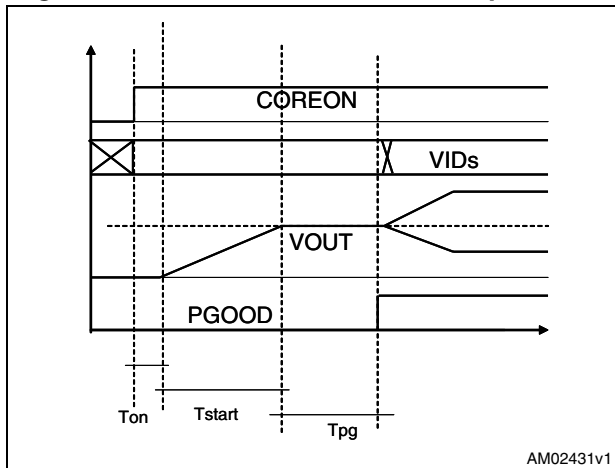 COREON
VIDs
VOUT
PGOOD
Ton
Tstart
Tpg
AM02431v1